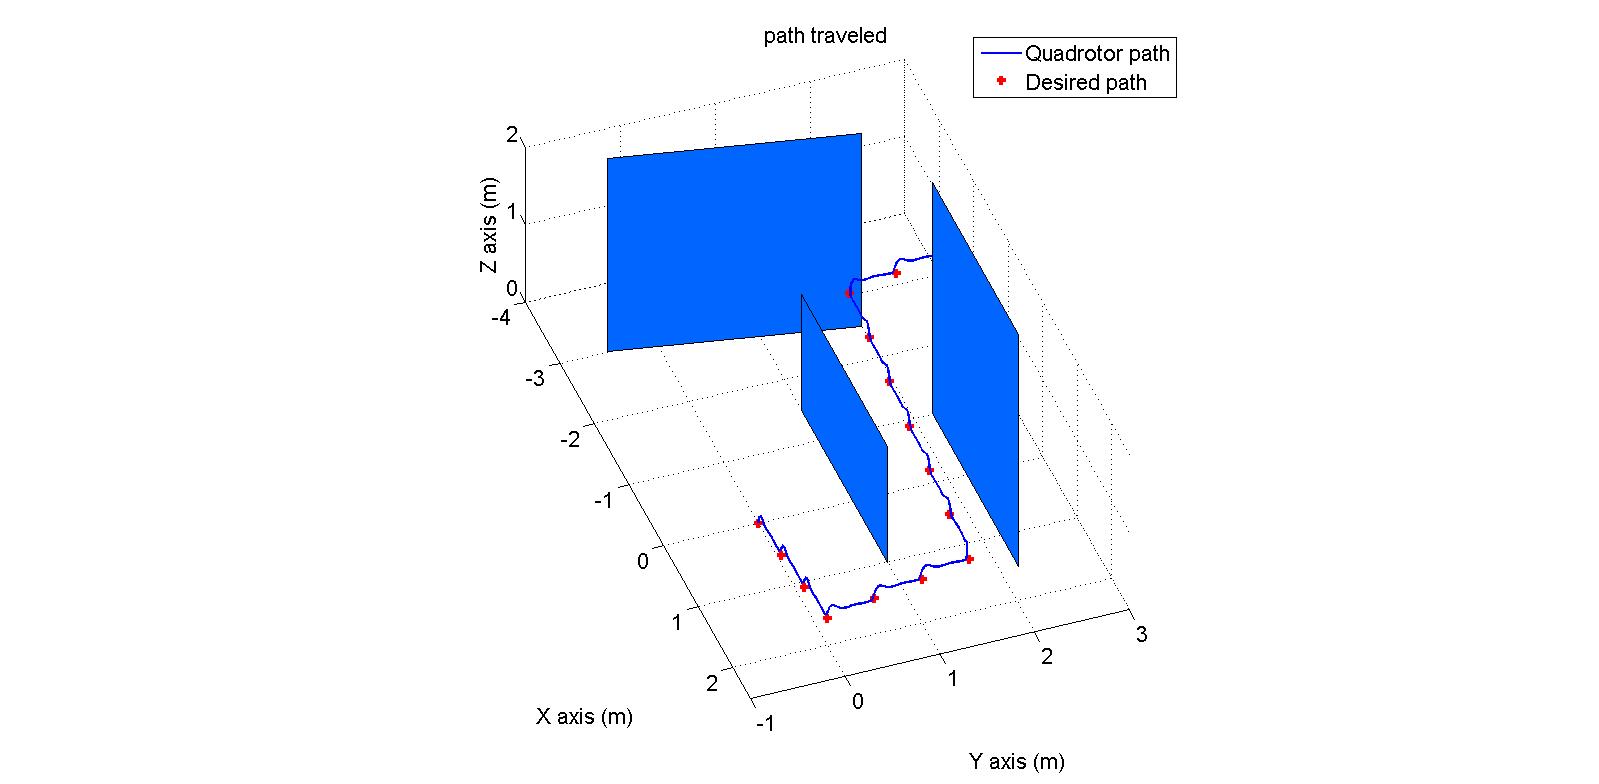 path traveled
Quadrotor path
Desired path
Z axis (m)
2
1
0
-4
-3
-2
-1
0
1
2
X axis (m)
-1
0
1
2
3
Y axis (m)